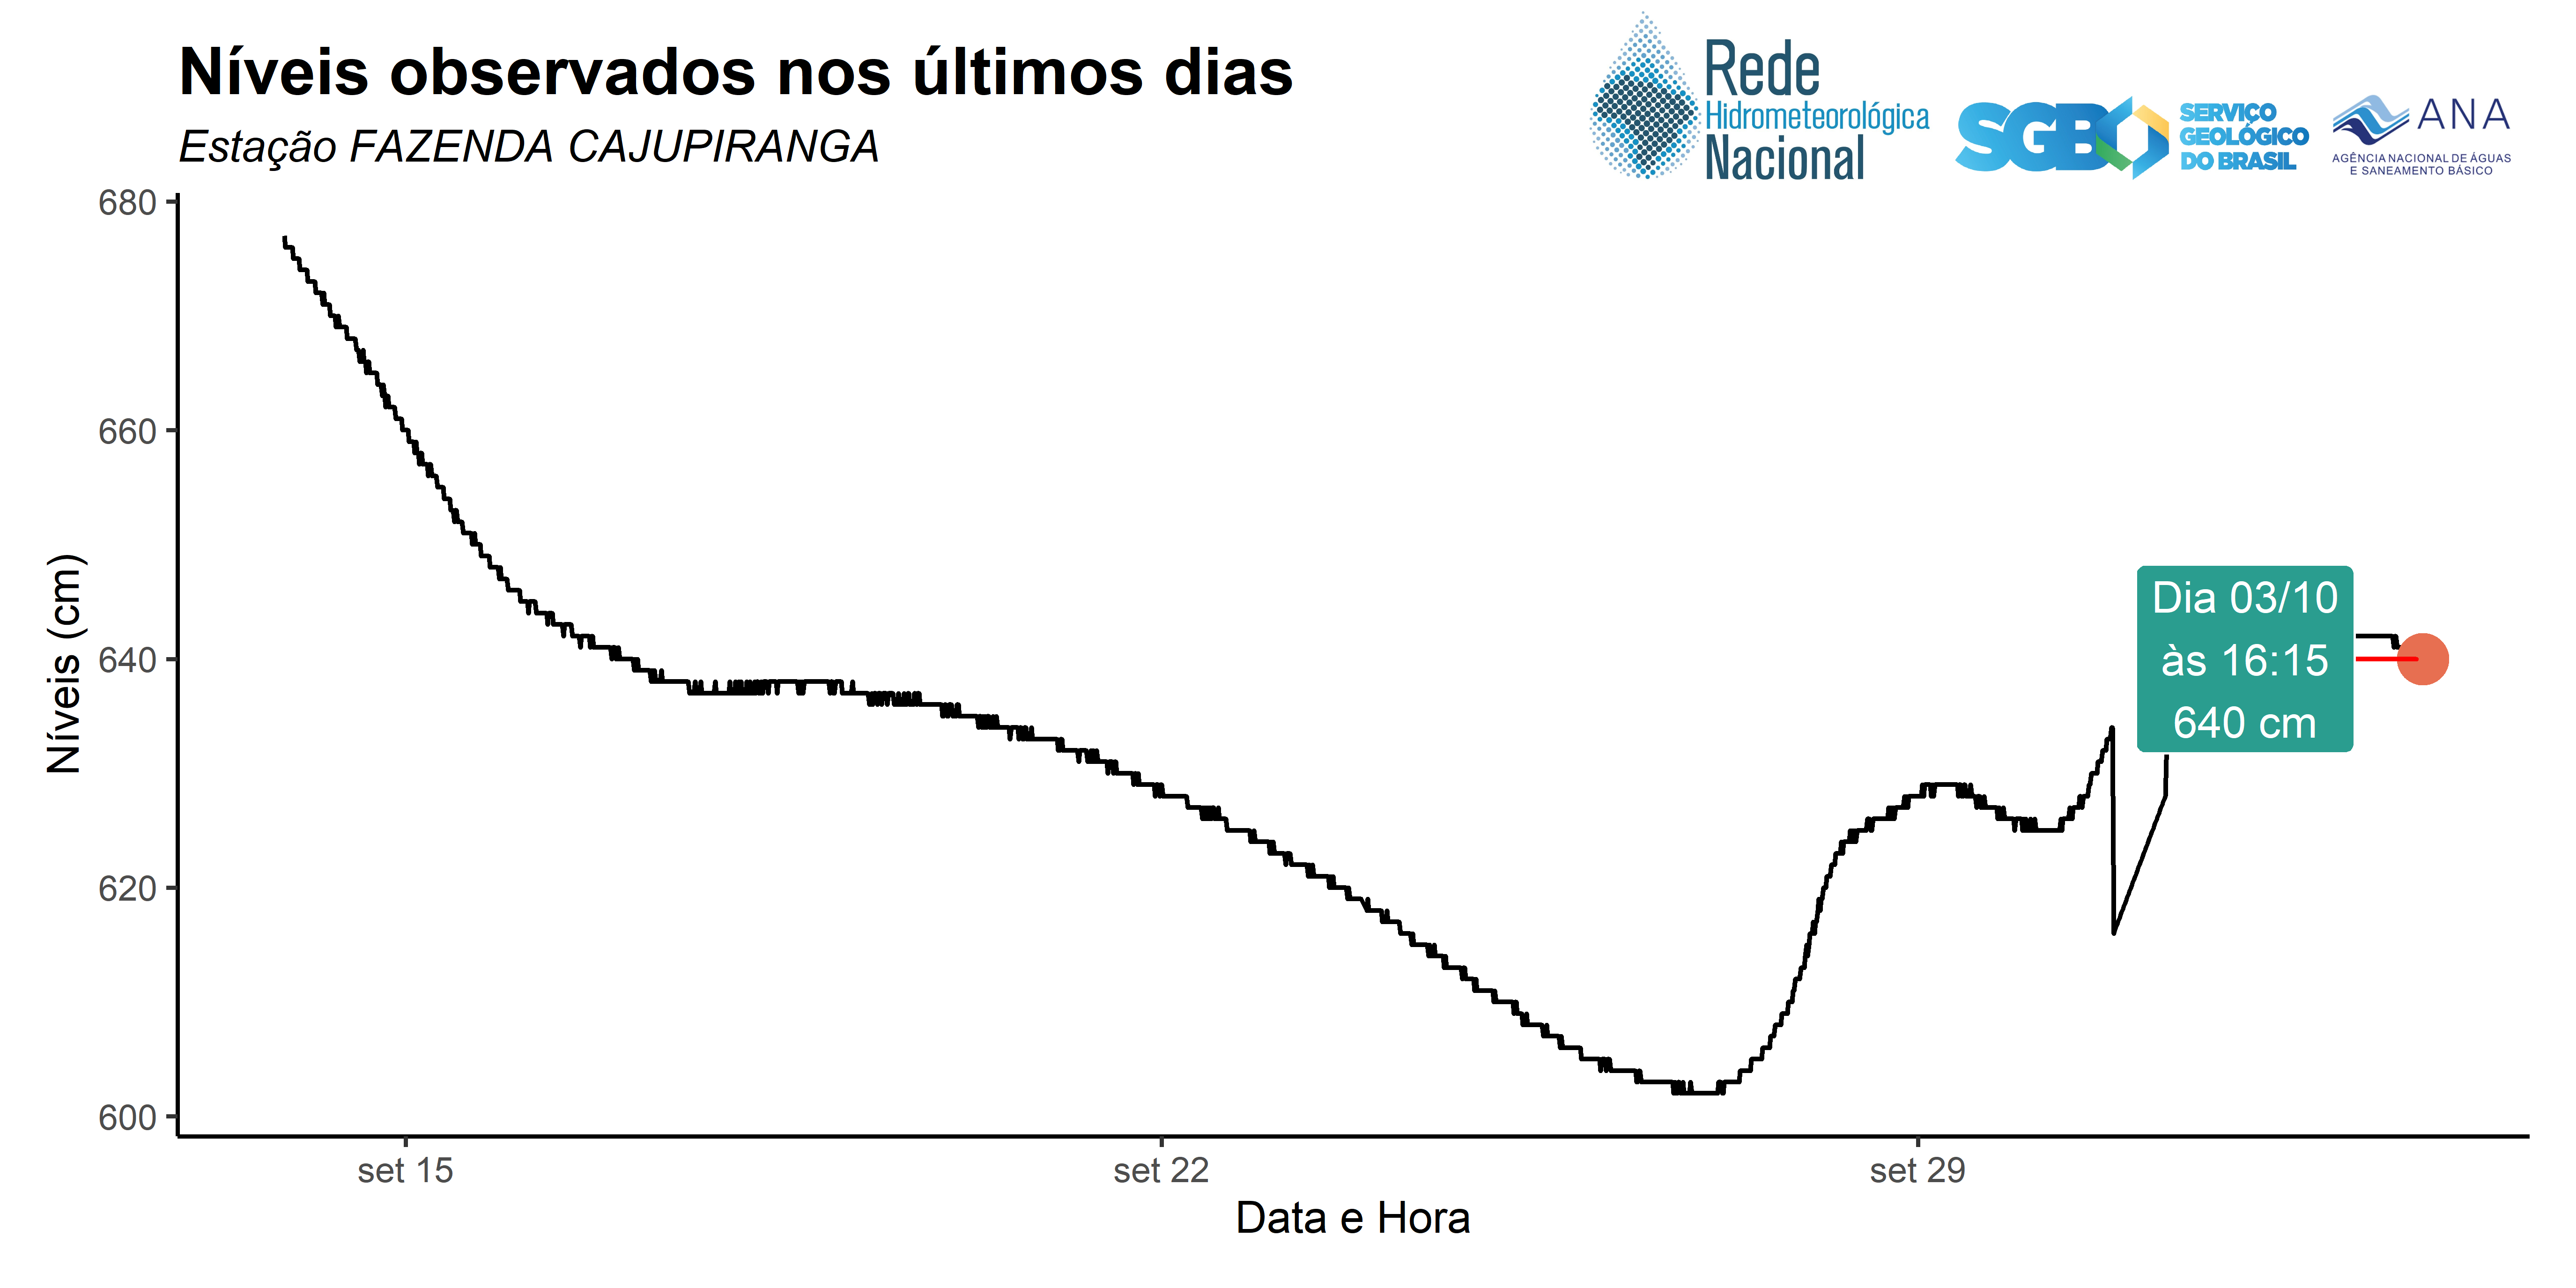 Níveis observados nos últimos dias
Estação FAZENDA CAJUPIRANGA
Rede
Hidrometeorológica
Nacional
SGB
SERVIÇO
GEOLÓGICO
DO BRASIL
ANA
AGÊNCIA NACIONAL DE ÁGUAS
E SANEAMENTO BÁSICO
Níveis (cm)
680
660
640
620
600
Dia 03/10
às 16:15
640 cm
set 15
set 22
set 29
Data e Hora